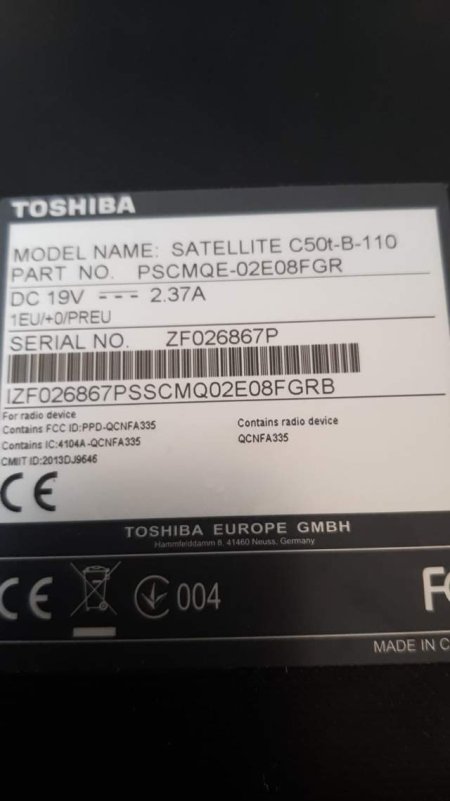 TOSHIBA
MODEL NAME: SATELLITE C50t-B-110
PART NO. PSCMQE-02E08FGR
DC 19V 2.37A
1EU/+0/PREU
SERIAL NO. ZF026867P
IZF026867PSSCMQ02E08FGRB
For radio device
Contains FCC ID:PPD-QCNFA335
Contains IC:4104A-QCNFA335
CMIIT ID:2013DJ9646
Contains radio device
QCNFA335
CE
TOSHIBA EUROPE GMBH
Hammfelddamm 8, 41460 Neuss, Germany
CE
004
MADE IN